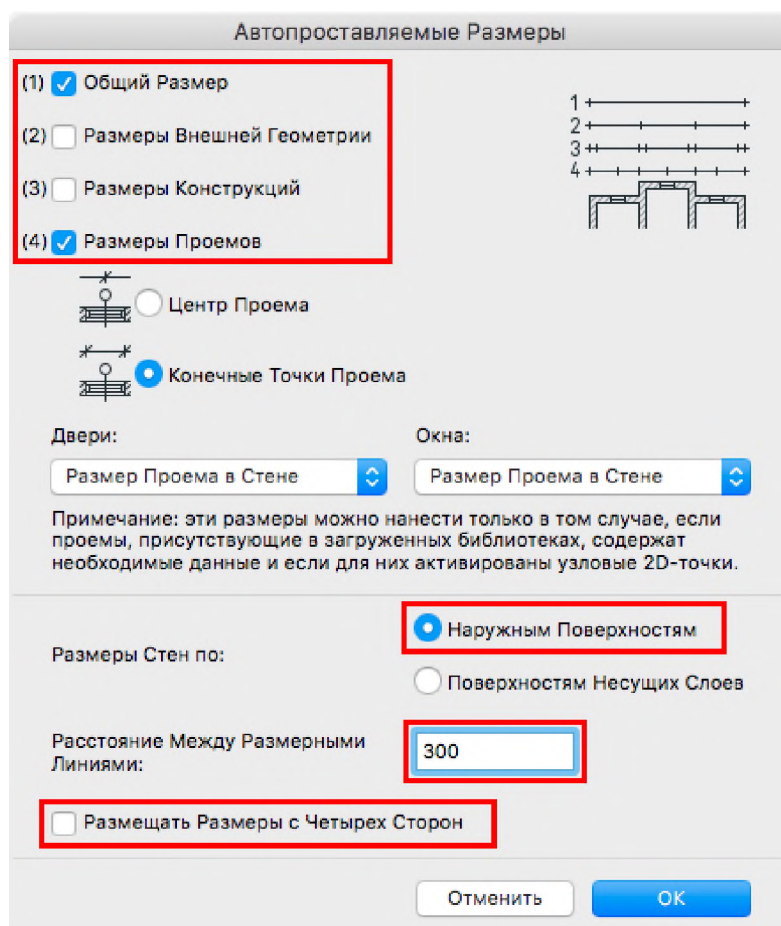 Автопроставляемые Размеры
(1) Общий Размер
(2) Размеры Внешней Геометрии
(3) Размеры Конструкций
(4) Размеры Проемов
1
2
3
4
Центр Проема
Конечные Точки Проема
Двери:
Окна:
Размер Проема в Стене
Размер Проема в Стене
Примечание: эти размеры можно нанести только в том случае, если
проемы, присутствующие в загруженных библиотеках, содержат
необходимые данные и если для них активированы узловые 2D-точки.
Размеры Стен по:
Наружным Поверхностям
Поверхностям Несущих Слоев
Расстояние Между Размерными
Линиями:
300
Размещать Размеры с Четырех Сторон
Отменить
OK